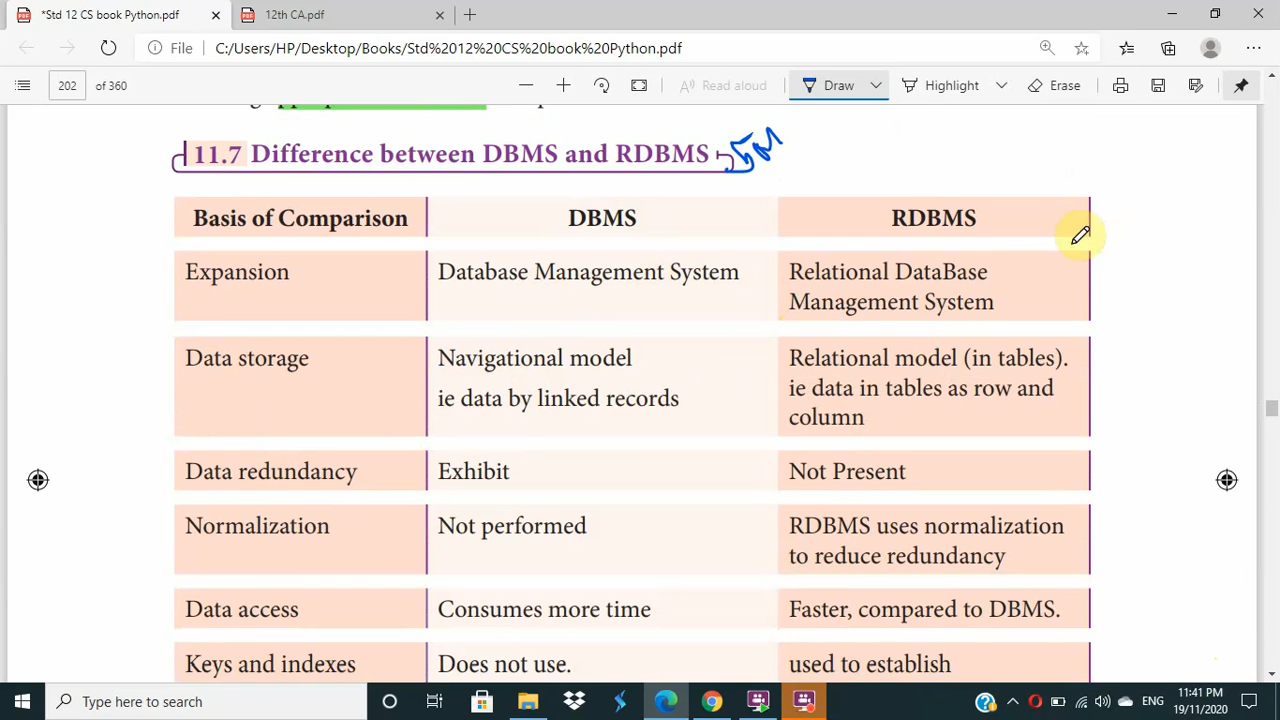 *Std 12 CS book Python.pdf
12th CA.pdf
File C:/Users/HP/Desktop/Books/Std%2012%20CS%20book%20Python.pdf
202 of 360 Read aloud Draw Highlight Erase
11.7 Difference between DBMS and RDBMS 5M
Basis of Comparison DBMS RDBMS
Expansion Database Management System Relational DataBase
Management System
Data storage Navigational model Relational model (in tables).
ie data by linked records ie data in tables as row and
column
Data redundancy Exhibit Not Present
Normalization Not performed RDBMS uses normalization
to reduce redundancy
Data access Consumes more time Faster, compared to DBMS.
Keys and indexes Does not use. used to establish
Type here to search ENG 11:41 PM
19/11/2020